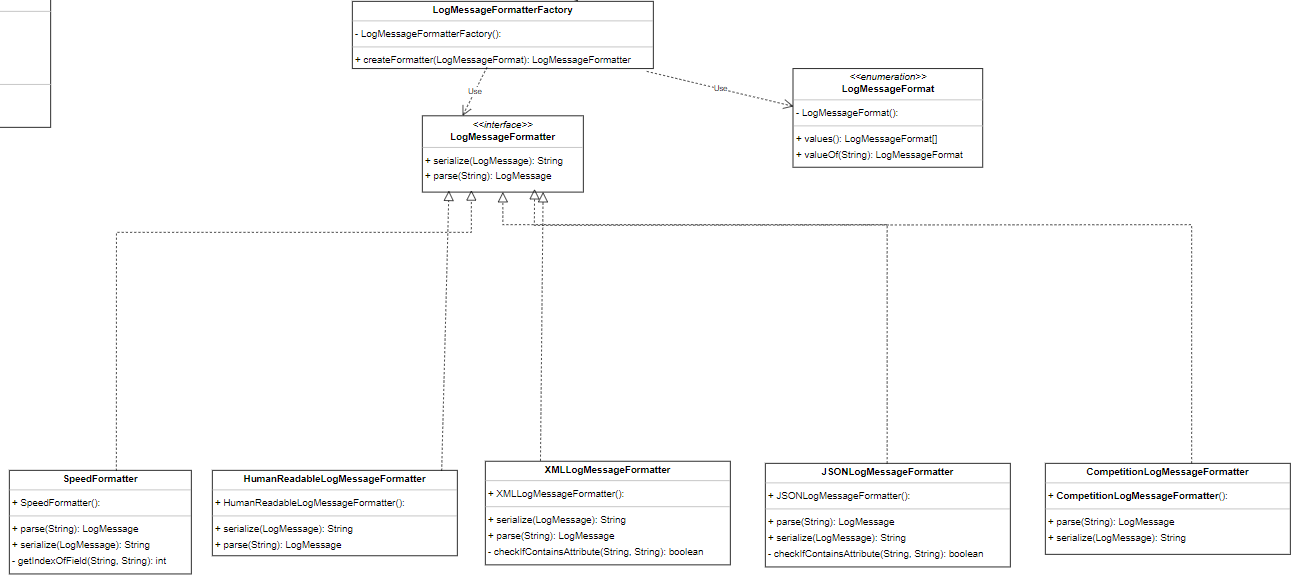 LogMessageFormatterFactory
- LogMessageFormatterFactory():
+ createFormatter(LogMessageFormat): LogMessageFormatter
Use
Use
<<enumeration>>
LogMessageFormat
- LogMessageFormat():
+ values(): LogMessageFormat[]
+ valueOf(String): LogMessageFormat
<<interface>>
LogMessageFormatter
+ serialize(LogMessage): String
+ parse(String): LogMessage
SpeedFormatter
+ SpeedFormatter():
+ parse(String): LogMessage
+ serialize(LogMessage): String
- getIndexOfField(String, String): int
HumanReadableLogMessageFormatter
+ HumanReadableLogMessageFormatter():
+ serialize(LogMessage): String
+ parse(String): LogMessage
XMLLogMessageFormatter
+ XMLLogMessageFormatter():
+ serialize(LogMessage): String
+ parse(String): LogMessage
- checkIfContainsAttribute(String, String): boolean
JSONLogMessageFormatter
+ JSONLogMessageFormatter():
+ parse(String): LogMessage
+ serialize(LogMessage): String
- checkIfContainsAttribute(String, String): boolean
CompetitionLogMessageFormatter
+ CompetitionLogMessageFormatter():
+ parse(String): LogMessage
+ serialize(LogMessage): String